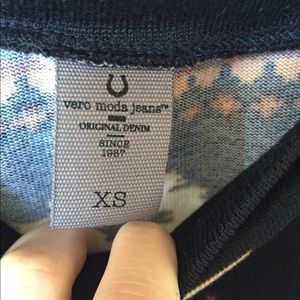 vero moda jeans™
ORIGINAL DENIM
SINCE
1987
XS